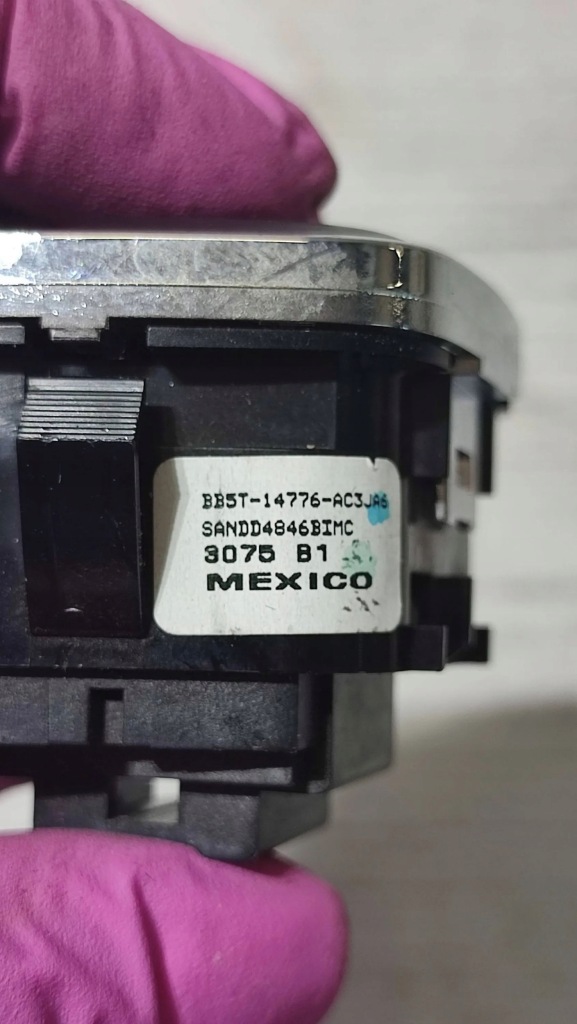 BB5T-14776-AC3JA6
SANDD4846BIMC
3075 B1
MEXICO